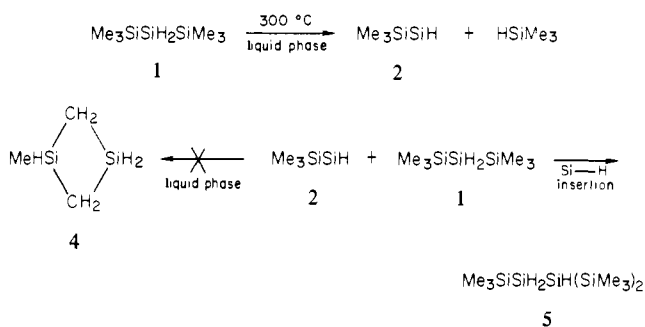 Me₃SiSiH₂SiMe₃ 300 °C liquid phase Me₃SiSiH + HSiMe₃
1 2
CH₂
MeHSi SiH₂ liquid phase Me₃SiSiH + Me₃SiSiH₂SiMe₃ Si—H insertion
CH₂
4 2 1
Me₃SiSiH₂SiH(SiMe₃)₂
5